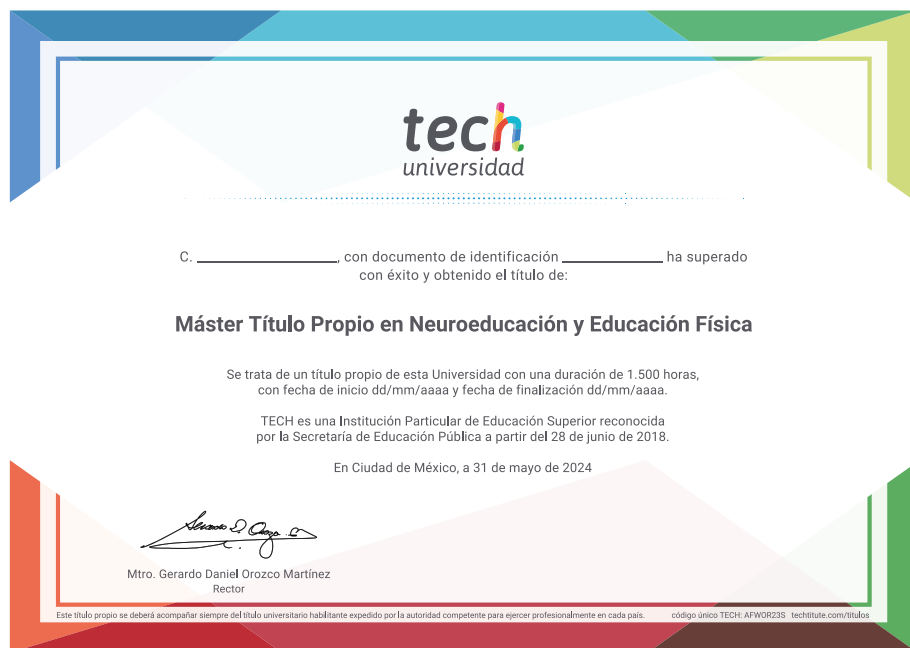 tech
universidad
C. ____________________, con documento de identificación ______________ ha superado
con éxito y obtenido el título de:
Máster Título Propio en Neuroeducación y Educación Física
Se trata de un título propio de esta Universidad con una duración de 1.500 horas,
con fecha de inicio dd/mm/aaaa y fecha de finalización dd/mm/aaaa.
TECH es una Institución Particular de Educación Superior reconocida
por la Secretaría de Educación Pública a partir del 28 de junio de 2018.
En Ciudad de México, a 31 de mayo de 2024
Mtro. Gerardo Daniel Orozco Martínez
Rector
Este título propio se deberá acompañar siempre del título universitario habilitante expedido por la autoridad competente para ejercer profesionalmente en cada país. código único TECH: AFWOR23S techtitute.com/titulos